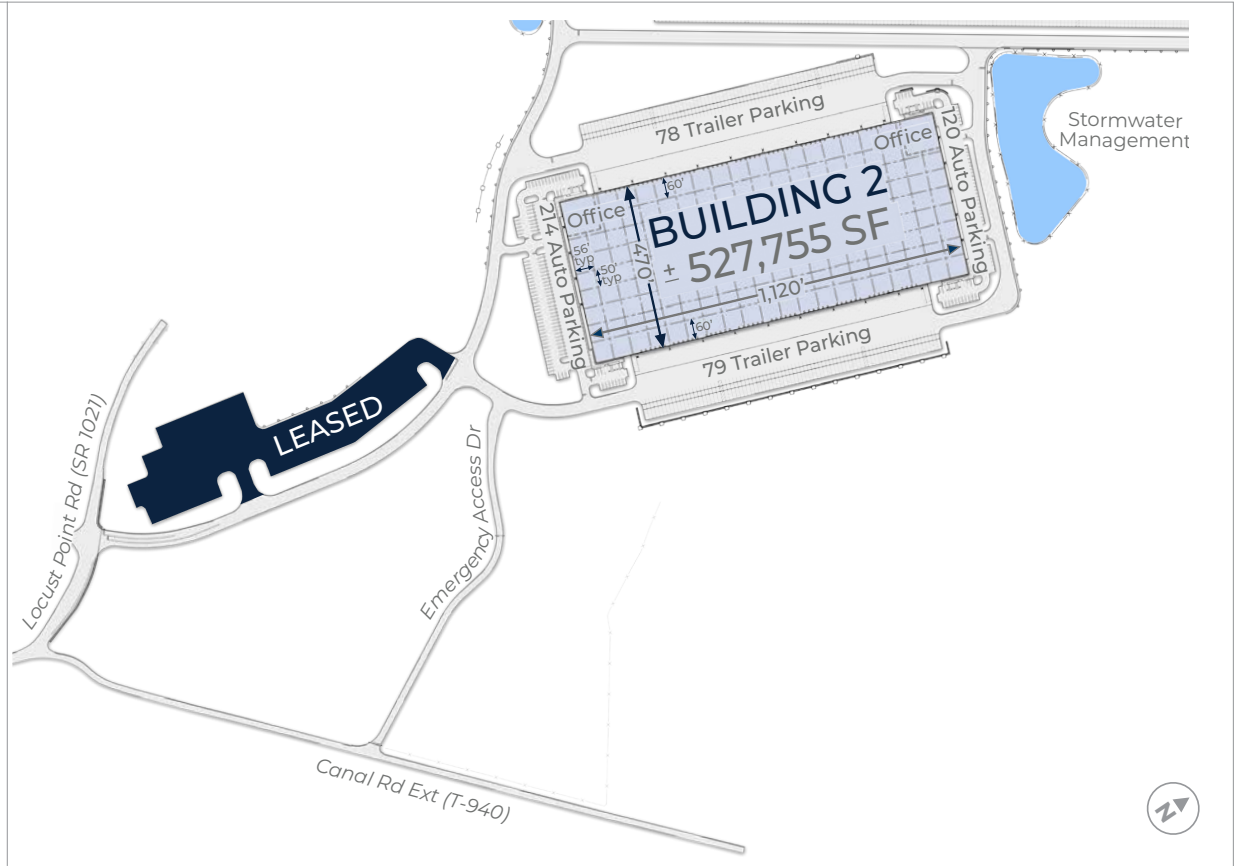 78 Trailer Parking
Stormwater
Management
120 Auto Parking
Office
60'
BUILDING 2
± 527,755 SF
Office
214 Auto Parking
470'
56'
typ
50'
typ
1,120'
60'
79 Trailer Parking
LEASED
Locust Point Rd (SR 1021)
Emergency Access Dr
Canal Rd Ext (T-940)
N